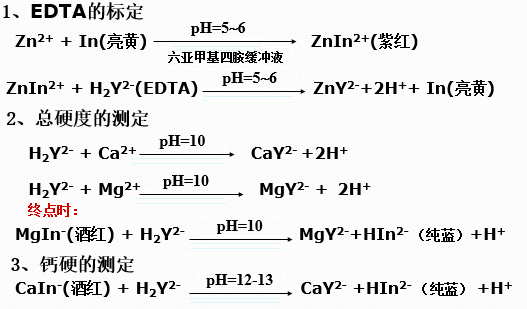 1、EDTA的标定
pH=5~6
Zn²⁺ + In(亮黄) ZnIn²⁺(紫红)
六亚甲基四胺缓冲液
pH=5~6
ZnIn²⁺ + H₂Y²⁻(EDTA) ZnY²⁻+2H⁺+ In(亮黄)
2、总硬度的测定
pH=10
H₂Y²⁻ + Ca²⁺ CaY²⁻ +2H⁺
pH=10
H₂Y²⁻ + Mg²⁺ MgY²⁻ + 2H⁺
终点时：
pH=10
MgIn⁻(酒红) + H₂Y²⁻ MgY²⁻+HIn²⁻（纯蓝）+H⁺
3、钙硬的测定
pH=12-13
CaIn⁻(酒红) + H₂Y²⁻ CaY²⁻ +HIn²⁻（纯蓝）+H⁺